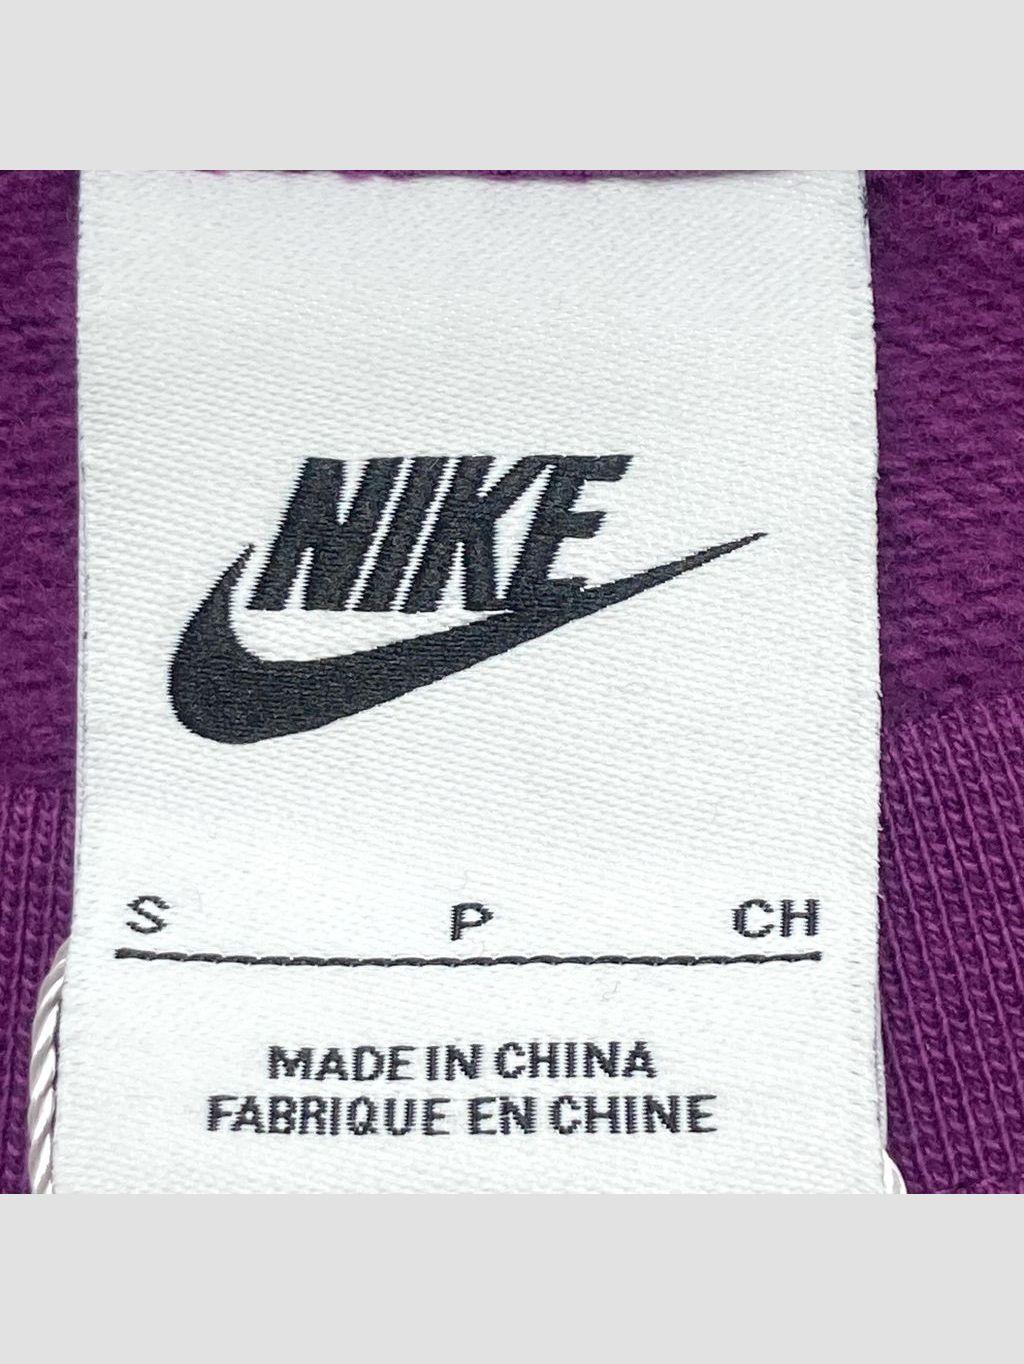 NIKE
S P CH
MADE IN CHINA
FABRIQUE EN CHINE